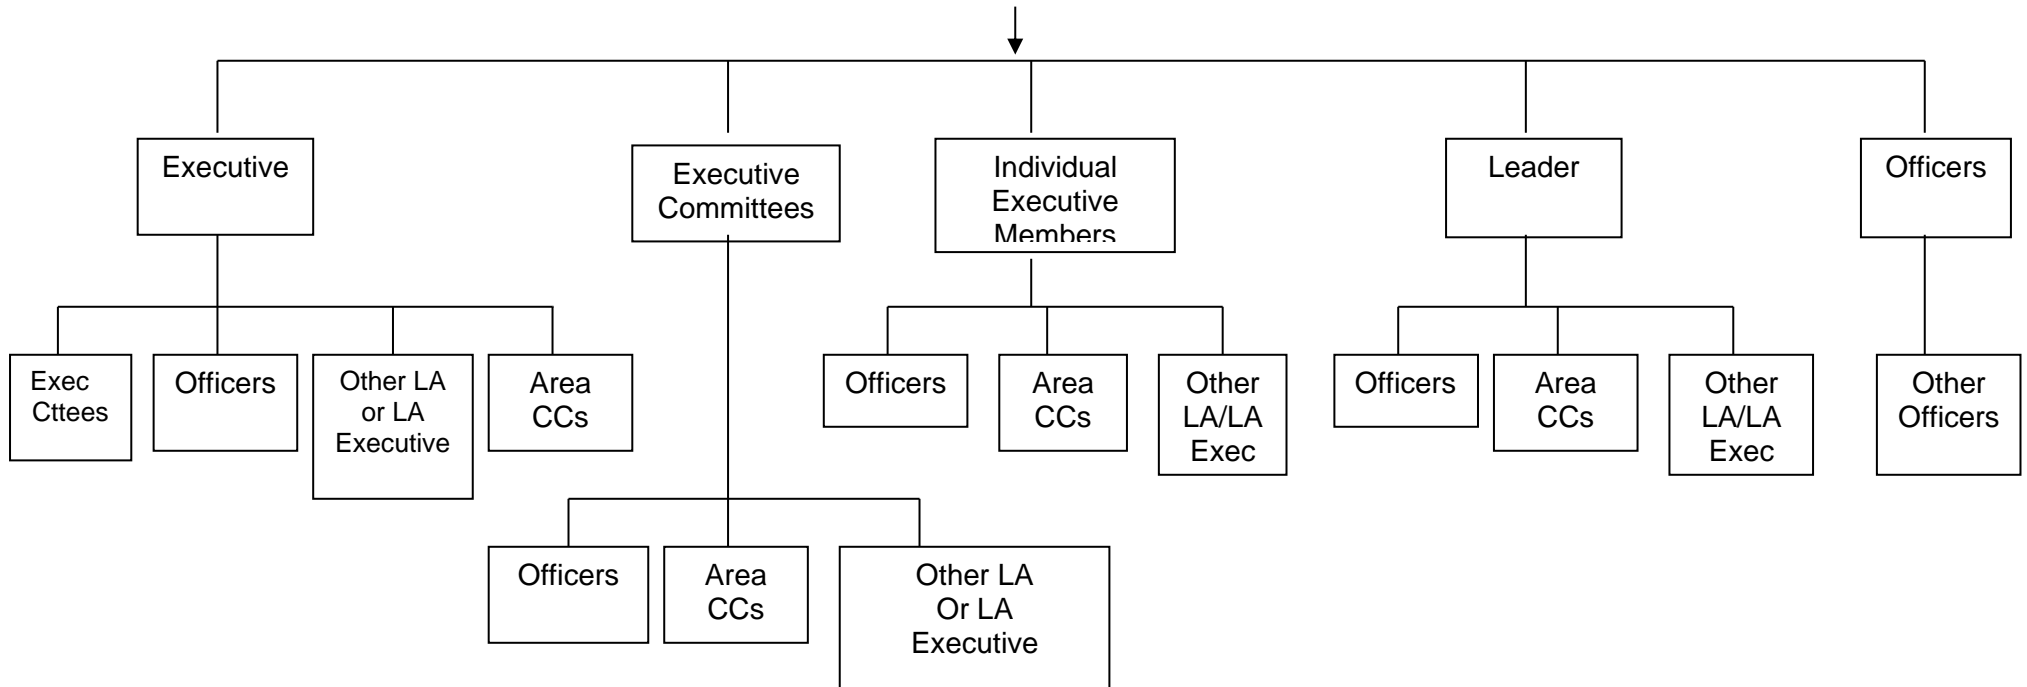 Executive
Executive
Committees
Individual
Executive
Members
Leader
Officers
Exec
Cttees
Officers
Other LA
or LA
Executive
Area
CCs
Officers
Area
CCs
Other
LA/LA
Exec
Officers
Area
CCs
Other
LA/LA
Exec
Other
Officers
Officers
Area
CCs
Other LA
Or LA
Executive